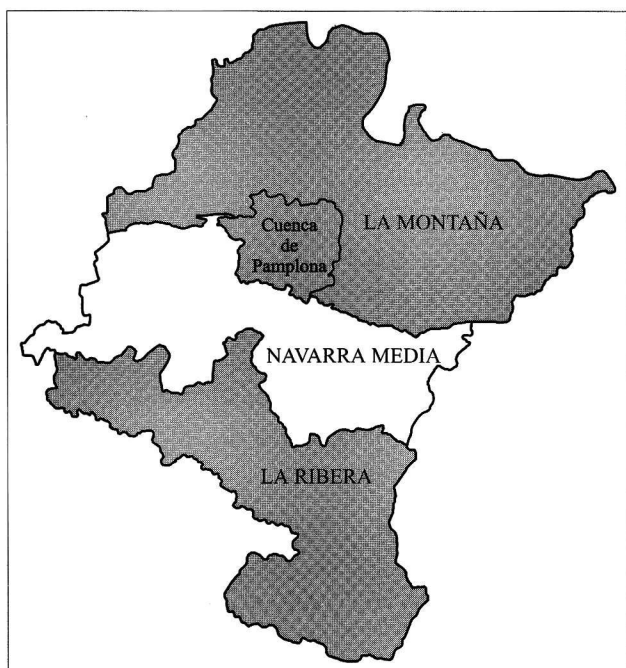 LA MONTAÑA
Cuenca
de
Pamplona
NAVARRA MEDIA
LA RIBERA